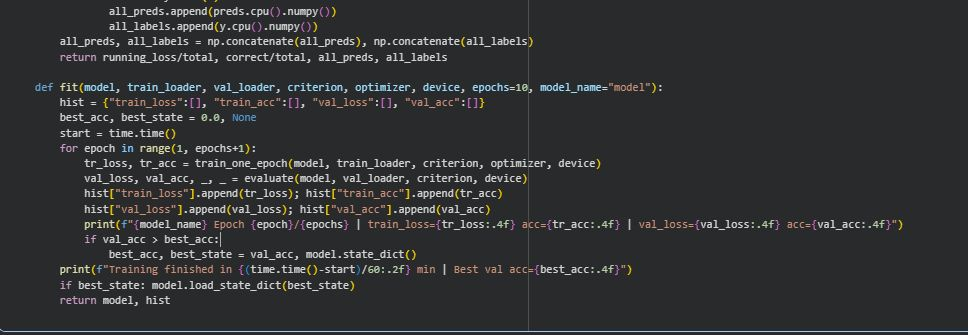 all_preds.append(preds.cpu().numpy())
all_labels.append(y.cpu().numpy())
all_preds, all_labels = np.concatenate(all_preds), np.concatenate(all_labels)
return running_loss/total, correct/total, all_preds, all_labels
def fit(model, train_loader, val_loader, criterion, optimizer, device, epochs=10, model_name="model"):
hist = {"train_loss":[], "train_acc":[], "val_loss":[], "val_acc":[]}
best_acc, best_state = 0.0, None
start = time.time()
for epoch in range(1, epochs+1):
tr_loss, tr_acc = train_one_epoch(model, train_loader, criterion, optimizer, device)
val_loss, val_acc, _, _ = evaluate(model, val_loader, criterion, device)
hist["train_loss"].append(tr_loss); hist["train_acc"].append(tr_acc)
hist["val_loss"].append(val_loss); hist["val_acc"].append(val_acc)
print(f"{model_name} Epoch {epoch}/{epochs} | train_loss={tr_loss:.4f} acc={tr_acc:.4f} | val_loss={val_loss:.4f} acc={val_acc:.4f}")
if val_acc > best_acc:
best_acc, best_state = val_acc, model.state_dict()
print(f"Training finished in {(time.time()-start)/60:.2f} min | Best val acc={best_acc:.4f}")
if best_state: model.load_state_dict(best_state)
return model, hist